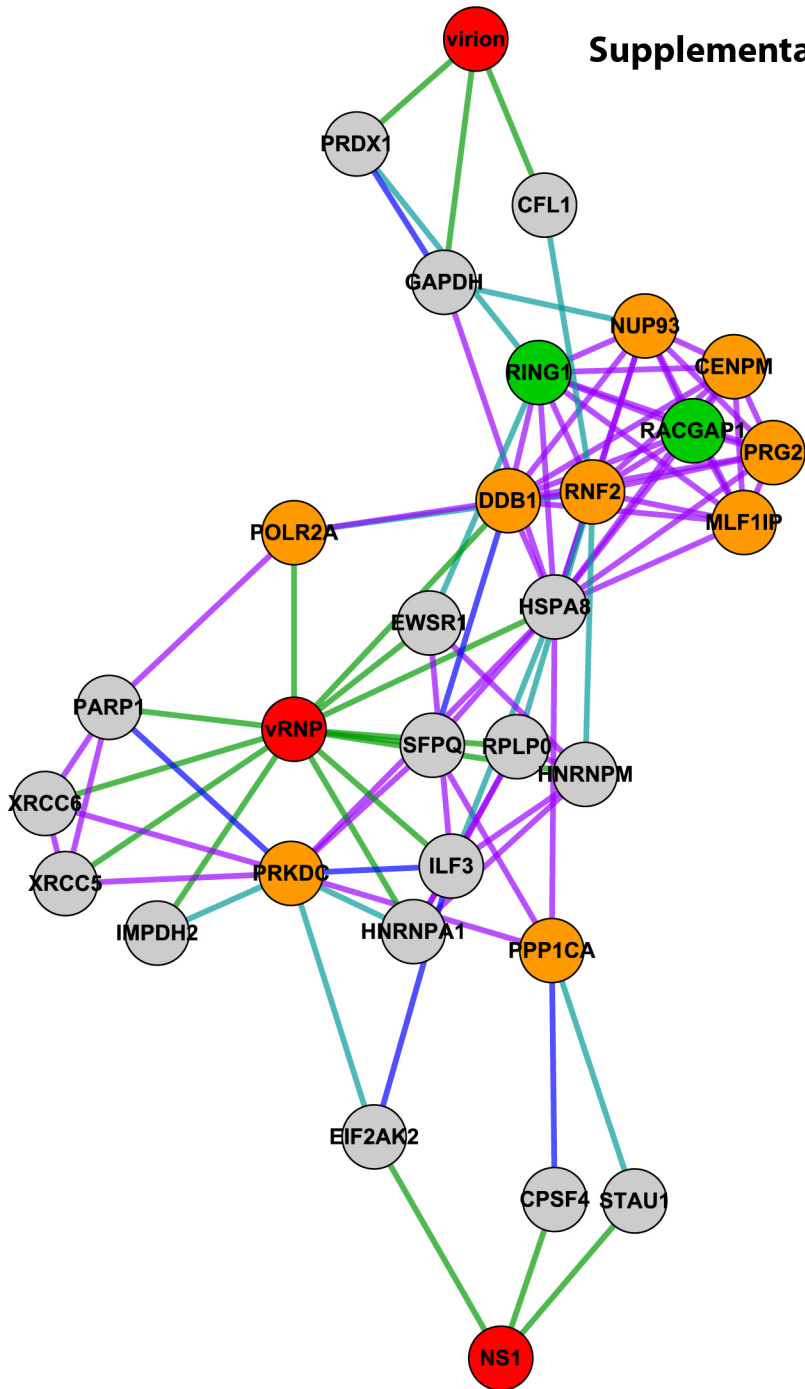 virion
Supplementa
PRDX1
CFL1
GAPDH
NUP93
RING1
CENPM
RACGAP1
PRG2
DDB1
RNF2
MLF1IP
POLR2A
EWSR1
HSPA8
PARP1
vRNP
SFPQ
RPLP0
HNRNPM
XRCC6
XRCC5
PRKDC
ILF3
IMPDH2
HNRNPA1
PPP1CA
EIF2AK2
CPSF4
STAU1
NS1